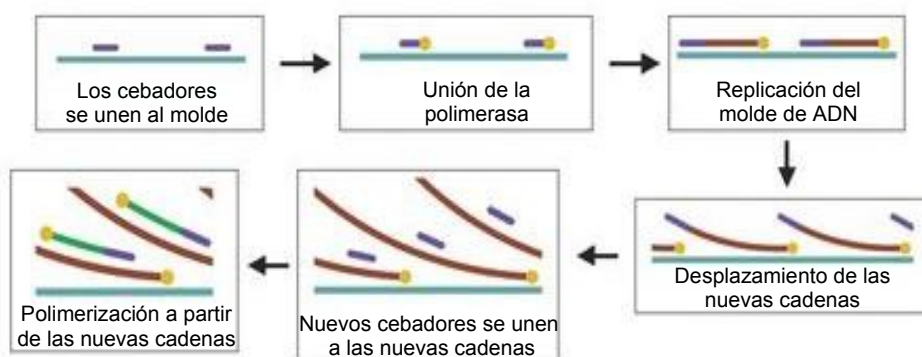 Los cebadores
se unen al molde
Unión de la
polimerasa
Replicación del
molde de ADN
Desplazamiento de las
nuevas cadenas
Nuevos cebadores se unen
a las nuevas cadenas
Polimerización a partir
de las nuevas cadenas